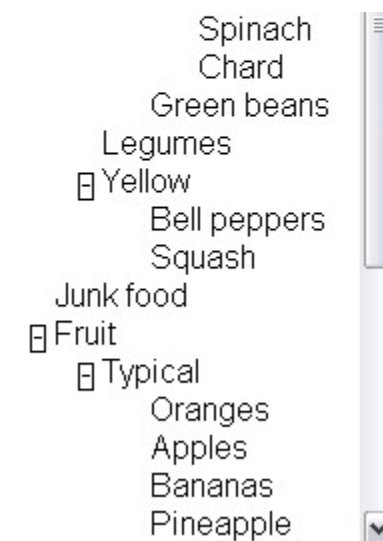 Spinach
Chard
Green beans
Legumes
Yellow
Bell peppers
Squash
Junk food
Fruit
Typical
Oranges
Apples
Bananas
Pineapple